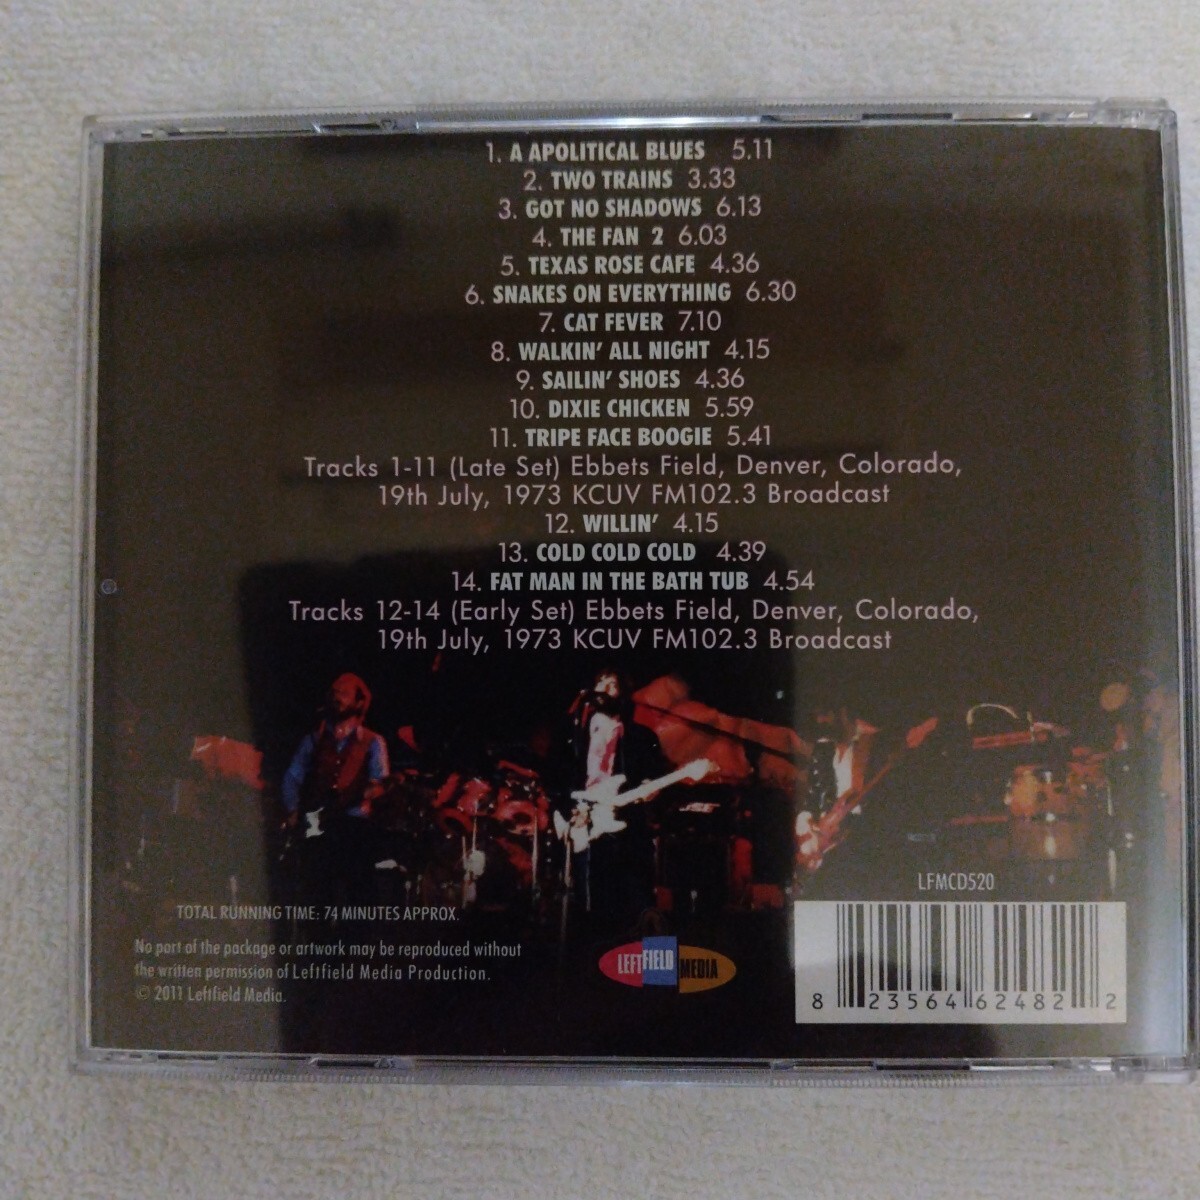 1. A APOLITICAL BLUES 5.11
2. TWO TRAINS 3.33
3. GOT NO SHADOWS 6.13
4. THE FAN 2 6.03
5. TEXAS ROSE CAFE 4.36
6. SNAKES ON EVERYTHING 6.30
7. CAT FEVER 7.10
8. WALKIN' ALL NIGHT 4.15
9. SAILIN' SHOES 4.36
10. DIXIE CHICKEN 5.59
11. TRIPE FACE BOOGIE 5.41
Tracks 1-11 (Late Set) Ebbets Field, Denver, Colorado,
19th July, 1973 KCUV FM102.3 Broadcast
12. WILLIN' 4.15
13. COLD COLD COLD 4.39
14. FAT MAN IN THE BATH TUB 4.54
Tracks 12-14 (Early Set) Ebbets Field, Denver, Colorado,
19th July, 1973 KCUV FM102.3 Broadcast
TOTAL RUNNING TIME: 74 MINUTES APPROX.
No part of the package or artwork may be reproduced without
the written permission of Leftfield Media Production.
© 2011 Leftfield Media.
LEFTFIELD MEDIA
LFMCD520
8 23564 62482 2